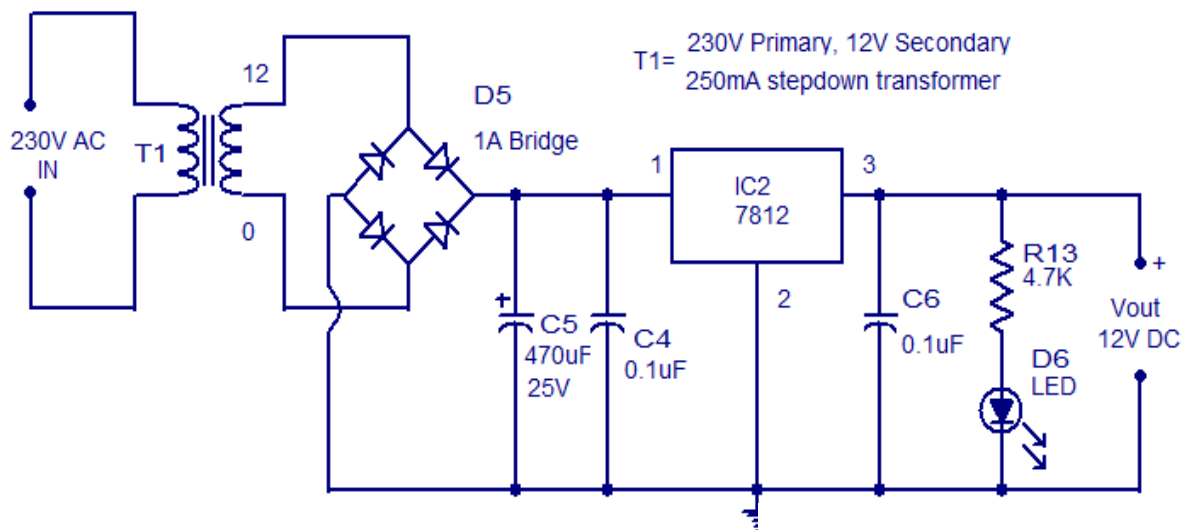 T1= 230V Primary, 12V Secondary
250mA stepdown transformer
12
D5
1A Bridge
230V AC
IN
T1
0
1
IC2
7812
3
2
C5
470uF
25V
+
C4
0.1uF
C6
0.1uF
R13
4.7K
D6
LED
+
Vout
12V DC